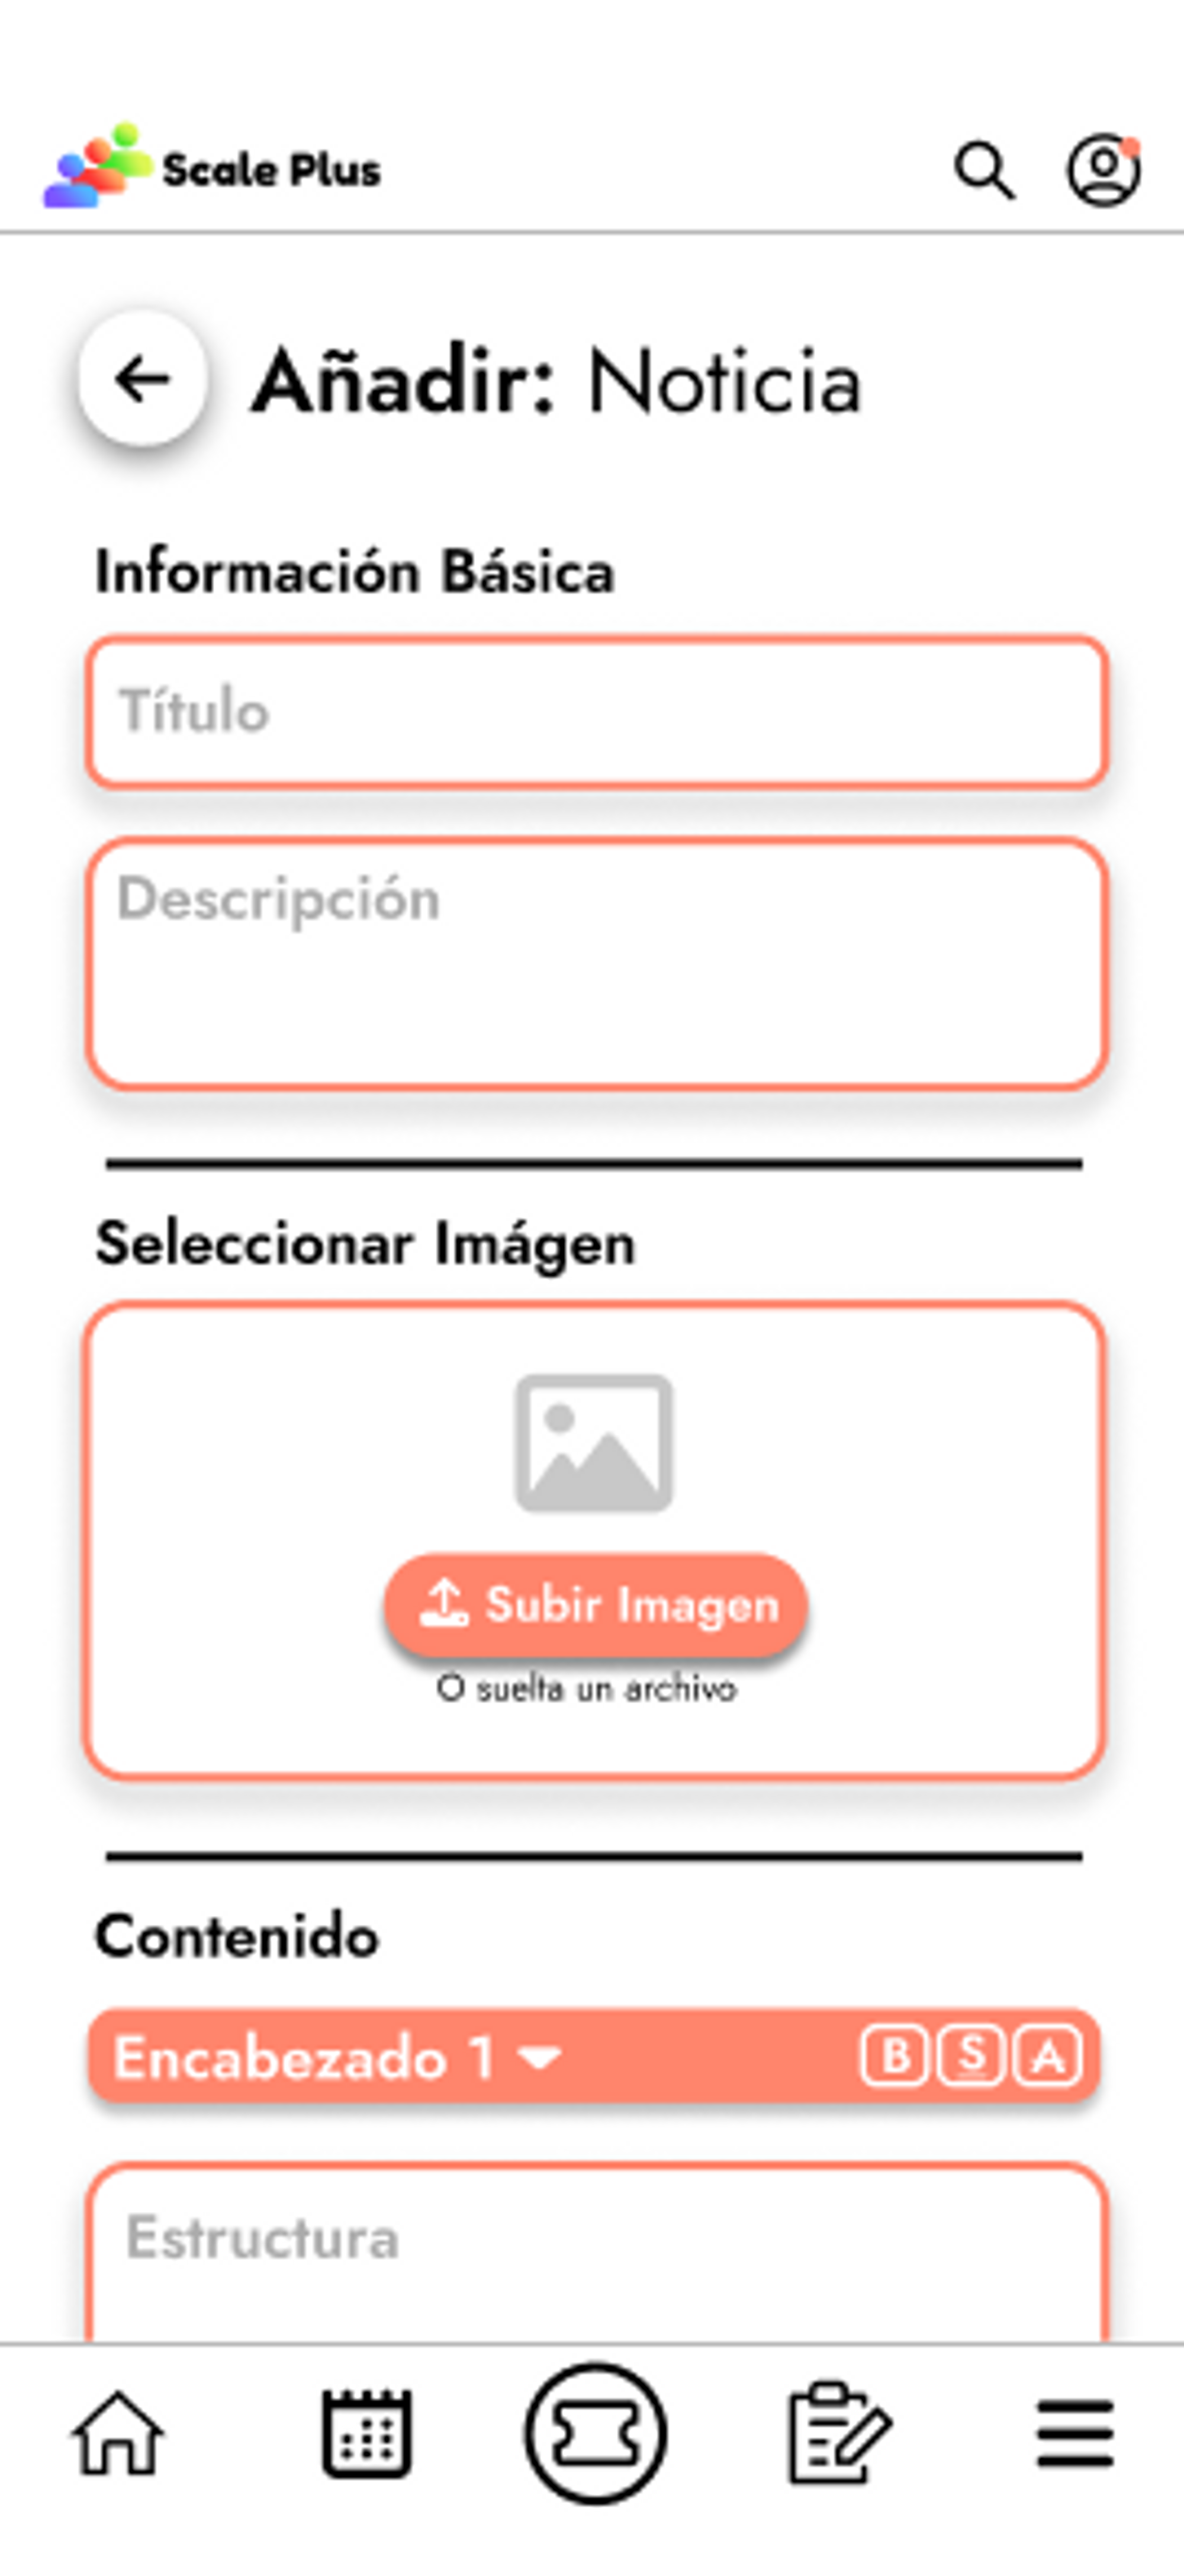 Scale Plus
Añadir: Noticia
Información Básica
Título
Descripción
Seleccionar Imágen
Subir Imagen
O suelta un archivo
Contenido
Encabezado 1 B S A
Estructura